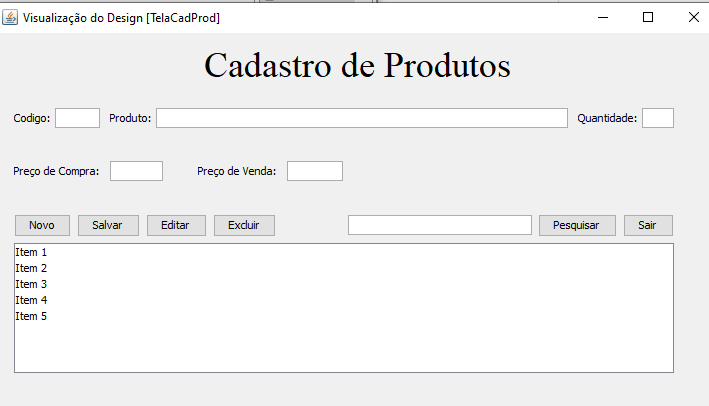 Visualização do Design [TelaCadProd]
Cadastro de Produtos
Codigo: Produto: Quantidade:
Preço de Compra: Preço de Venda:
Novo Salvar Editar Excluir Pesquisar Sair
Item 1
Item 2
Item 3
Item 4
Item 5